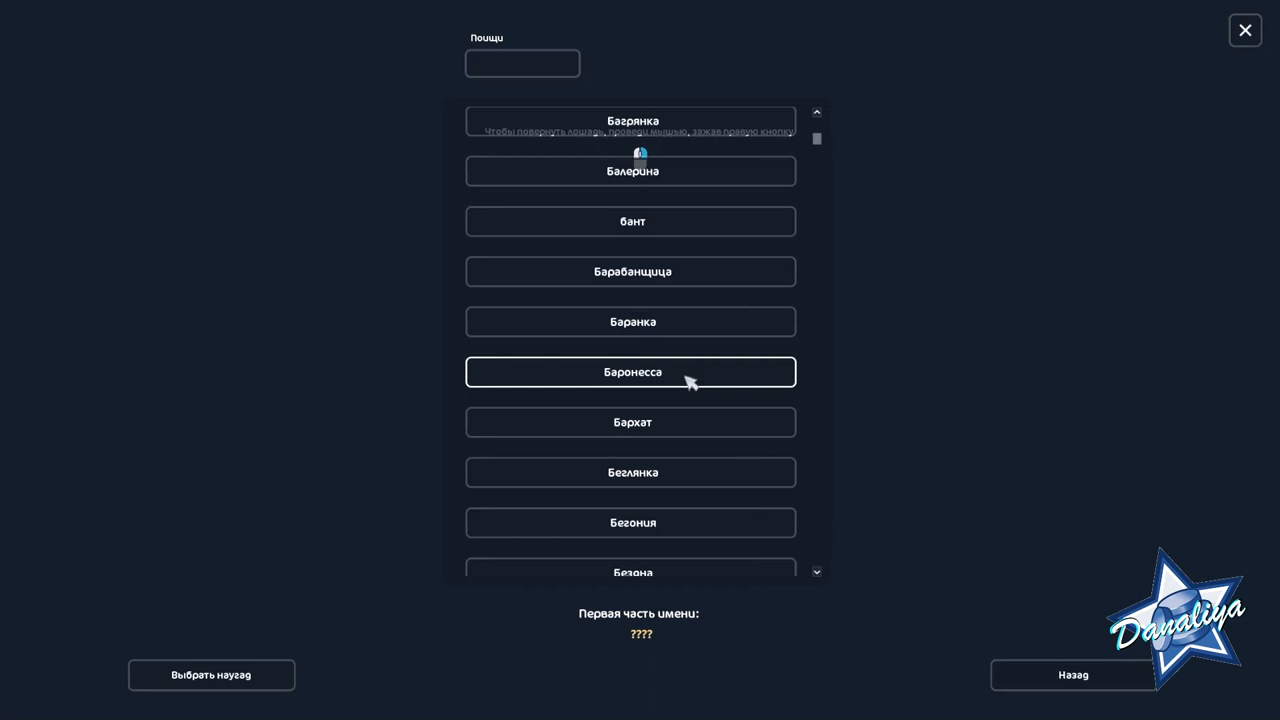 Поищи
Багрянка
Чтобы повернуть лошадь, проведи мышью, зажав правую кнопку.
Балерина
бант
Барабанщица
Баранка
Баронесса
Бархат
Беглянка
Бегония
Бездна
Первая часть имени:
????
Выбрать наугад
Назад
Danaliya